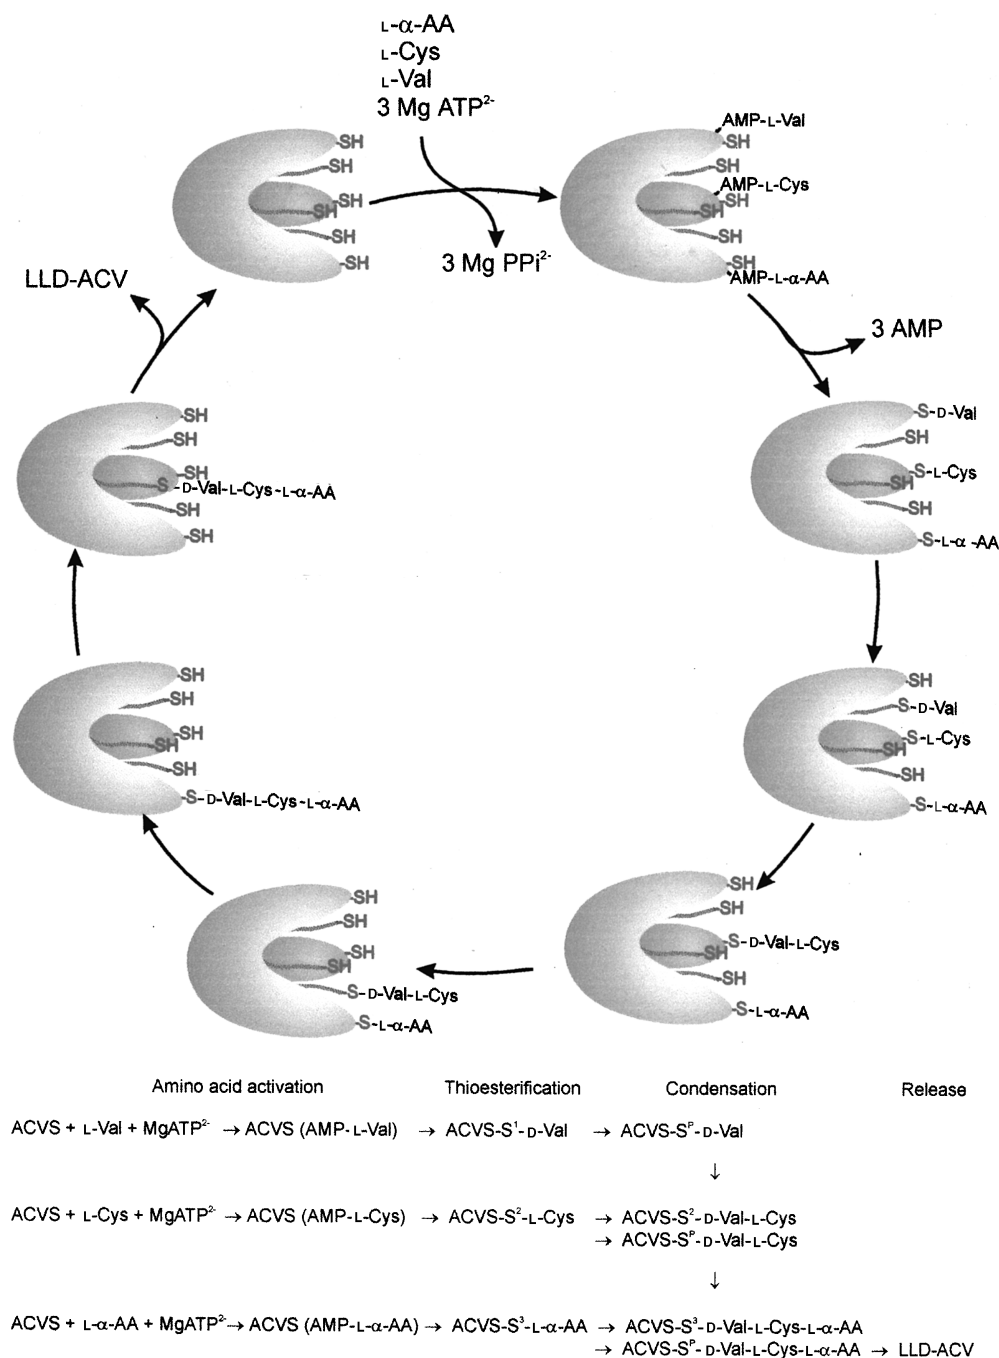 L-α-AA
L-Cys
L-Val
3 Mg ATP²⁻
SH
SH
SH
SH
SH
SH
3 Mg PPi²⁻
AMP-L-Val
SH
SH
AMP-L-Cys
SH
SH
SH
SH
AMP-L-α-AA
LLD-ACV
3 AMP
SH
SH
SH
S-D-Val-L-Cys-L-α-AA
SH
SH
S-D-Val
SH
S-L-Cys
SH
SH
S-L-α-AA
SH
SH
SH
SH
SH
S-D-Val-L-Cys-L-α-AA
SH
S-D-Val
S-L-Cys
SH
SH
S-L-α-AA
SH
SH
SH
SH
S-D-Val-L-Cys
S-L-α-AA
SH
SH
S-D-Val-L-Cys
SH
SH
S-L-α-AA
Amino acid activation Thioesterification Condensation Release
ACVS + L-Val + MgATP²⁻ → ACVS (AMP-L-Val) → ACVS-S¹-D-Val → ACVS-Sᴾ-D-Val
↓
ACVS + L-Cys + MgATP²⁻ → ACVS (AMP-L-Cys) → ACVS-S²-L-Cys → ACVS-S²-D-Val-L-Cys
→ ACVS-Sᴾ-D-Val-L-Cys
↓
ACVS + L-α-AA + MgATP²⁻ → ACVS (AMP-L-α-AA) → ACVS-S³-L-α-AA → ACVS-S³-D-Val-L-Cys-L-α-AA
→ ACVS-Sᴾ-D-Val-L-Cys-L-α-AA → LLD-ACV